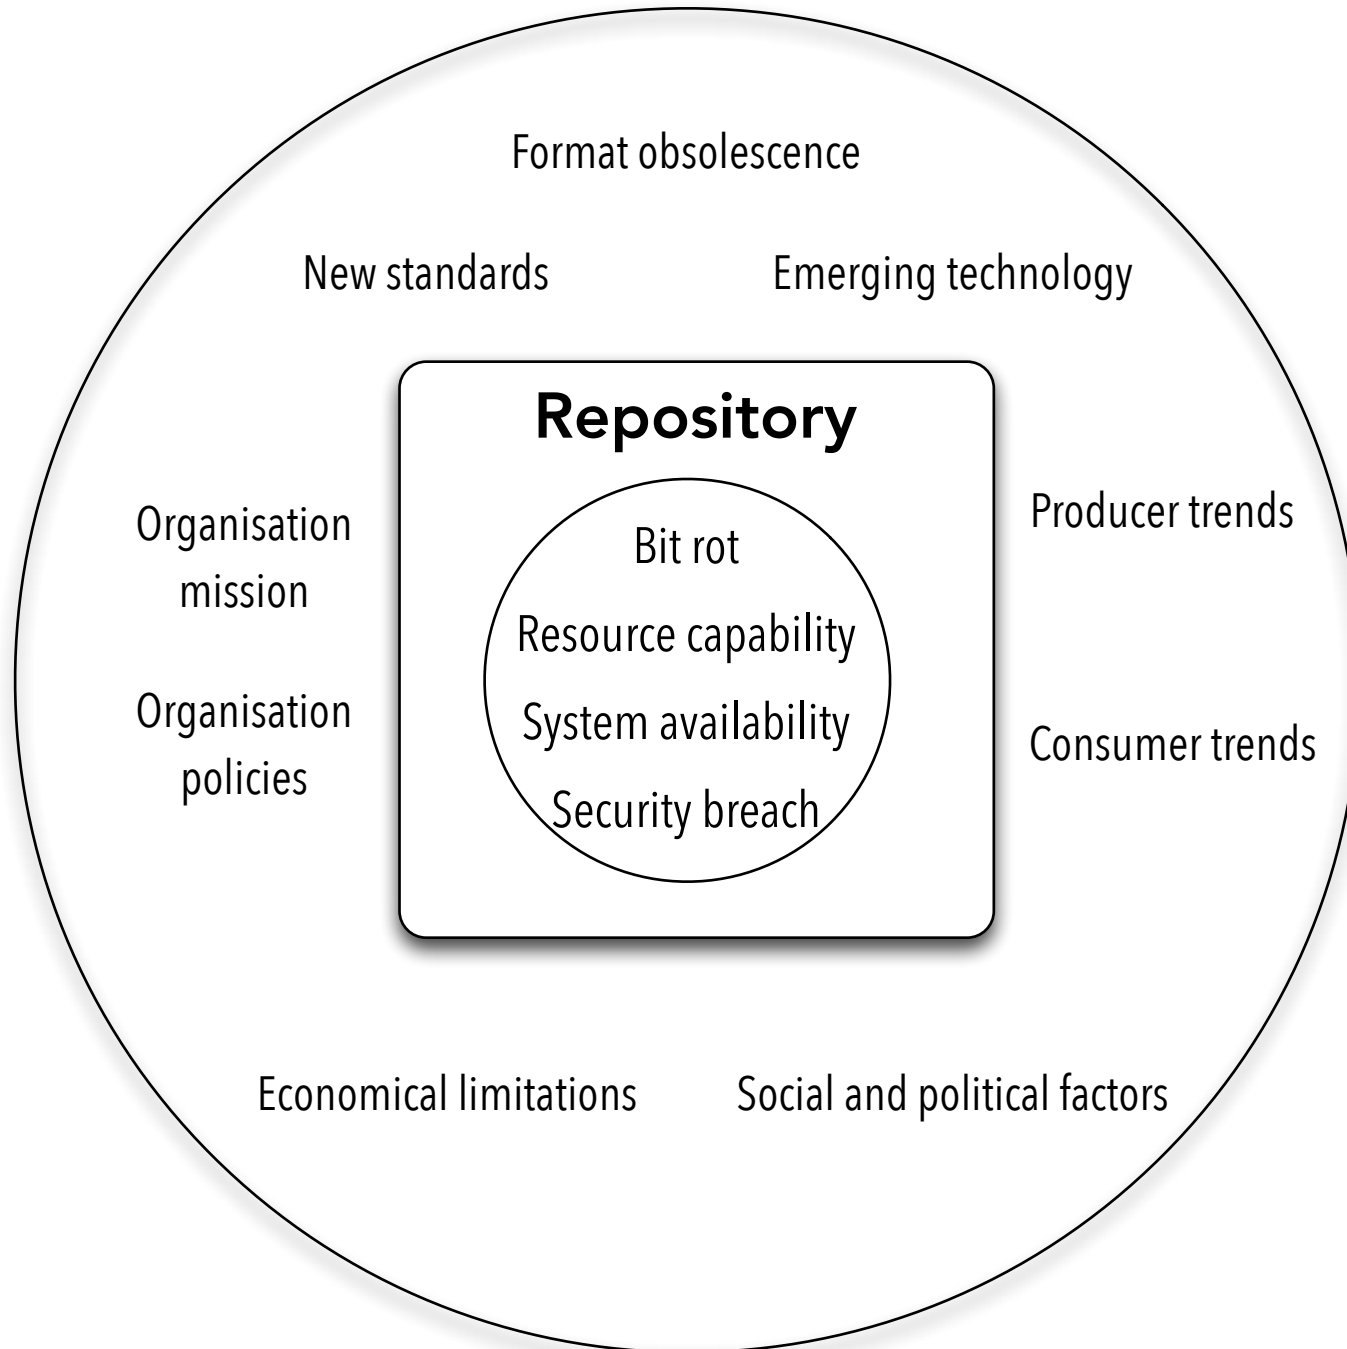 Format obsolescence
New standards
Emerging technology
Repository
Organisation
mission
Organisation
policies
Bit rot
Resource capability
System availability
Security breach
Producer trends
Consumer trends
Economical limitations
Social and political factors